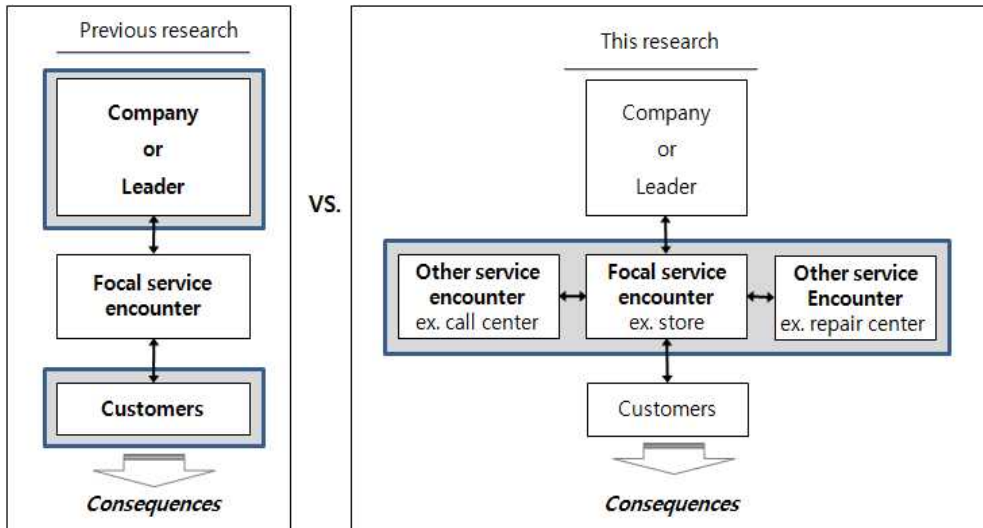 Previous research
Company
or
Leader
Focal service
encounter
Customers
Consequences
VS.
This research
Company
or
Leader
Other service
encounter
ex. call center
Focal service
encounter
ex. store
Other service
Encounter
ex. repair center
Customers
Consequences